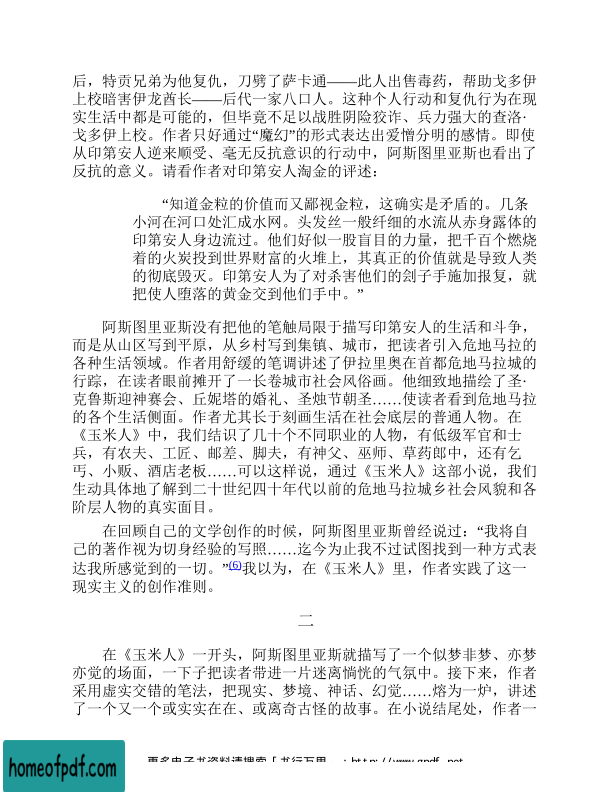 后，特贡兄弟为他复仇，刀劈了萨卡通——此人出售毒药，帮助戈多伊
上校暗害伊龙酋长——后代一家八口人。这种个人行动和复仇行为在现
实生活中都是可能的，但毕竟不足以战胜阴险狡诈、兵力强大的查洛·
戈多伊上校。作者只好通过“魔幻”的形式表达出爱憎分明的感情。即使
从印第安人逆来顺受、毫无反抗意识的行动中，阿斯图里亚斯也看出了
反抗的意义。请看作者对印第安人淘金的评述：
“知道金粒的价值而又鄙视金粒，这确实是矛盾的。几条
小河在河口处汇成水网。头发丝一般纤细的水流从赤身露体的
印第安人身边流过。他们好似一股盲目的力量，把千百个燃烧
着的火炭投到世界财富的火堆上，其真正的价值就是导致人类
的彻底毁灭。印第安人为了对杀害他们的刽子手施加报复，就
把使人堕落的黄金交到他们手中。”
阿斯图里亚斯没有把他的笔触局限于描写印第安人的生活和斗争，
而是从山区写到平原，从乡村写到集镇、城市，把读者引入危地马拉的
各种生活领域。作者用舒缓的笔调讲述了伊拉里奥在首都危地马拉城的
行踪，在读者眼前摊开了一长卷城市社会风俗画。他细致地描绘了圣·
克鲁斯迎神赛会、丘妮塔的婚礼、圣烛节朝圣……使读者看到危地马拉
的各个生活侧面。作者尤其长于刻画生活在社会底层的普通人物。在
《玉米人》中，我们结识了几十个不同职业的人物，有低级军官和士
兵，有农夫、工匠、邮差、脚夫，有神父、巫师、草药郎中，还有乞
丐、小贩、酒店老板……可以这样说，通过《玉米人》这部小说，我们
生动具体地了解到二十世纪四十年代以前的危地马拉城乡社会风貌和各
阶层人物的真实面目。
在回顾自己的文学创作的时候，阿斯图里亚斯曾经说过：“我将自
己的著作视为切身经验的写照……迄今为止我不过试图找到一种方式表
达我所感觉到的一切。”(6)我以为，在《玉米人》里，作者实践了这一
现实主义的创作准则。
二
在《玉米人》一开头，阿斯图里亚斯就描写了一个似梦非梦、亦梦
亦觉的场面，一下子把读者带进一片迷离惝恍的气氛中。接下来，作者
采用虚实交错的笔法，把现实、梦境、神话、幻觉……熔为一炉，讲述
了一个又一个或实实在在、或离奇古怪的故事。在小说结尾处，作者一
homeofpdf.com